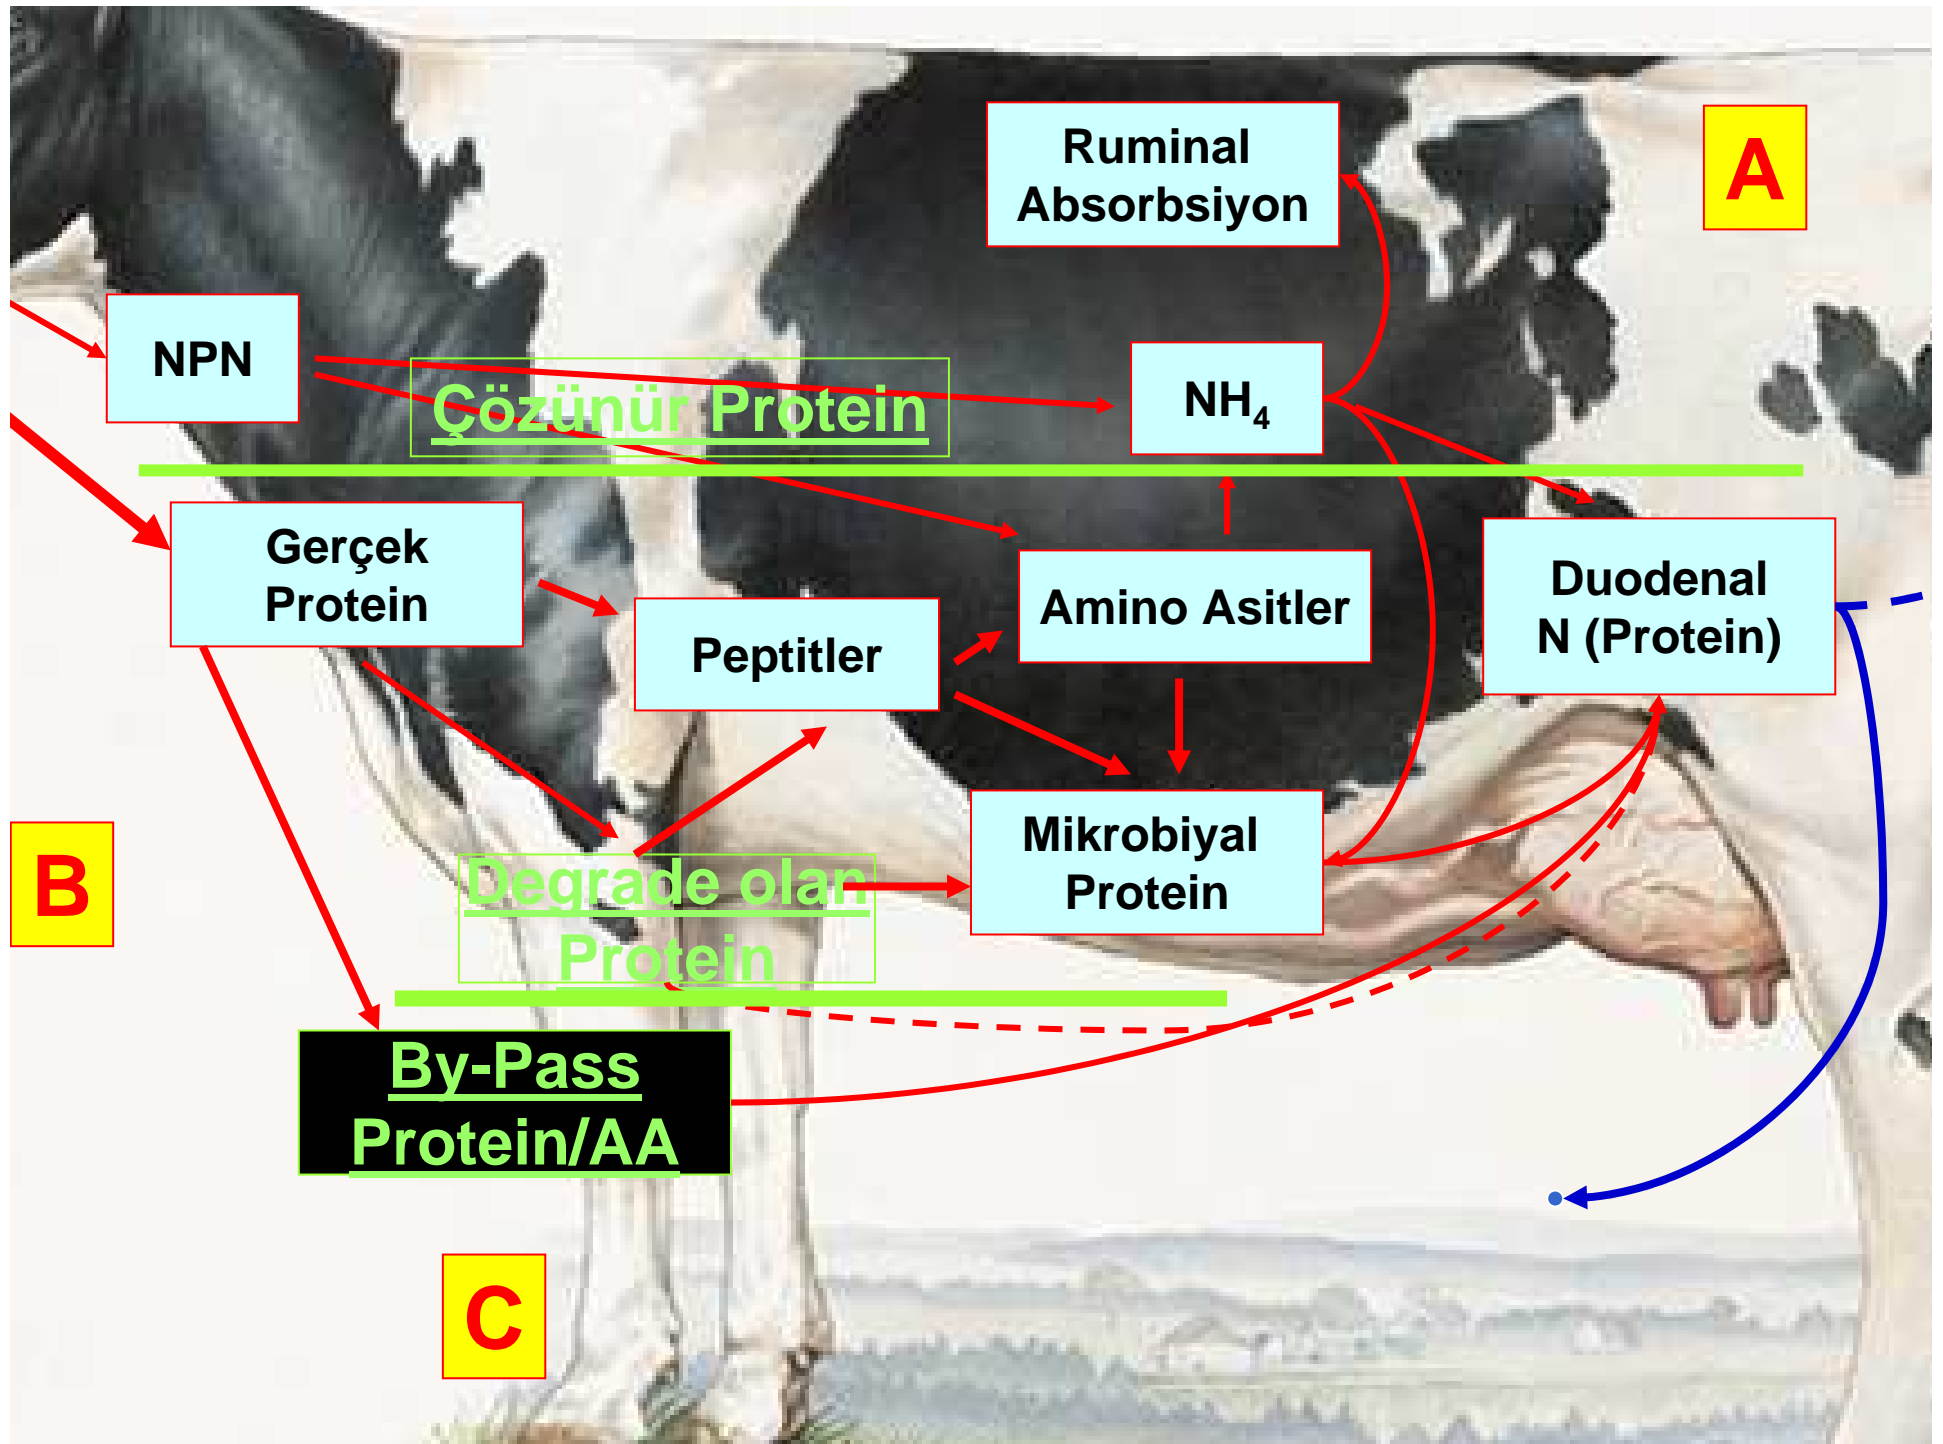 Ruminal
Absorbsiyon
A
NPN
Çözünür Protein
NH₄
Gerçek
Protein
Peptitler
Amino Asitler
Duodenal
N (Protein)
B
Degrade olan
Protein
Mikrobiyal
Protein
By-Pass
Protein/AA
C